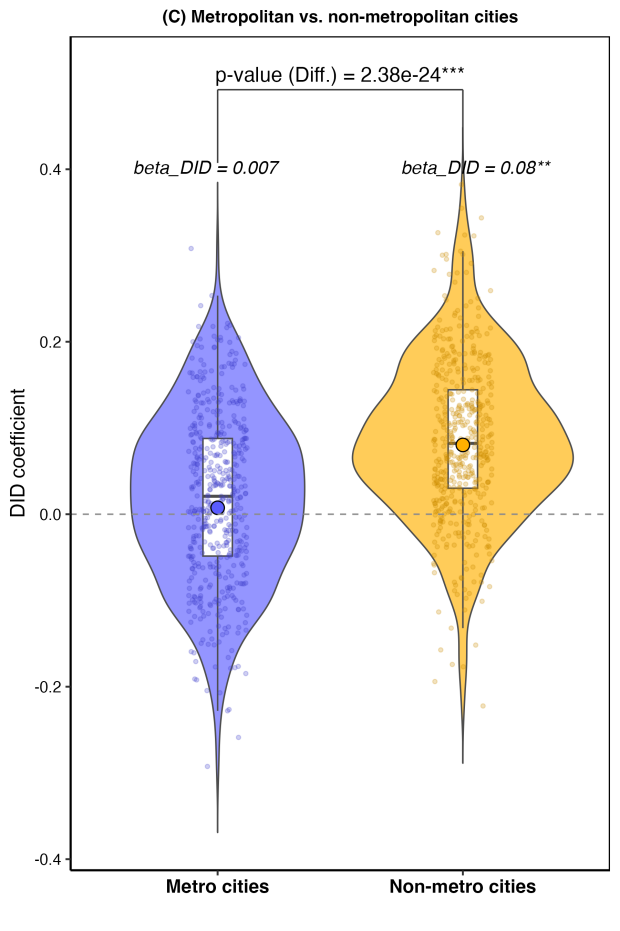 (C) Metropolitan vs. non-metropolitan cities
p-value (Diff.) = 2.38e-24***
beta_DID = 0.007
beta_DID = 0.08**
DID coefficient
0.4
0.2
0.0
-0.2
-0.4
Metro cities
Non-metro cities